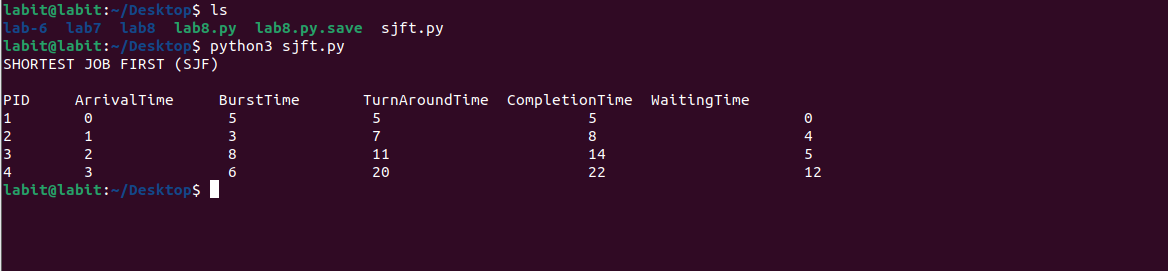 labit@labit:~/Desktop$ ls
lab-6  lab7  lab8  lab8.py  lab8.py.save  sjft.py
labit@labit:~/Desktop$ python3 sjft.py
SHORTEST JOB FIRST (SJF)
PID     ArrivalTime     BurstTime       TurnAroundTime  CompletionTime  WaitingTime
1        0               5               5                       5                       0
2        1               3               7                       8                       4
3        2               8               11                      14                      5
4        3               6               20                      22                      12
labit@labit:~/Desktop$